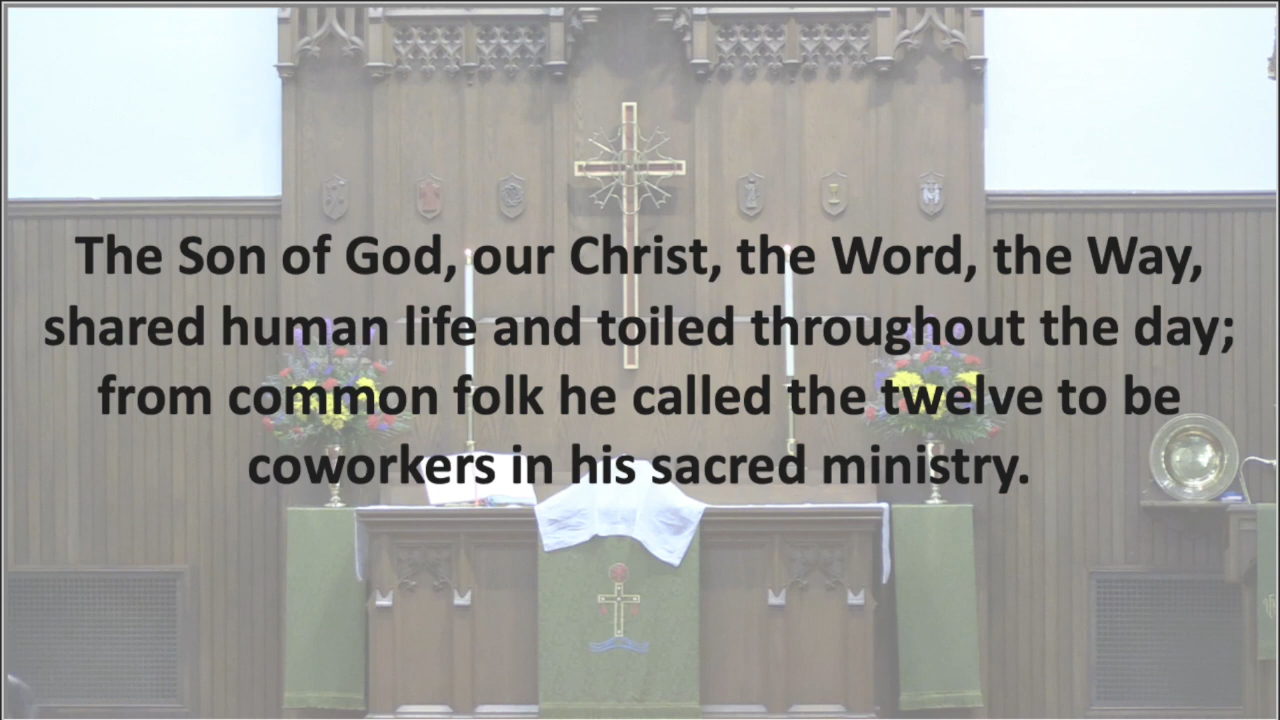 The Son of God, our Christ, the Word, the Way,
shared human life and toiled throughout the day;
from common folk he called the twelve to be
coworkers in his sacred ministry.